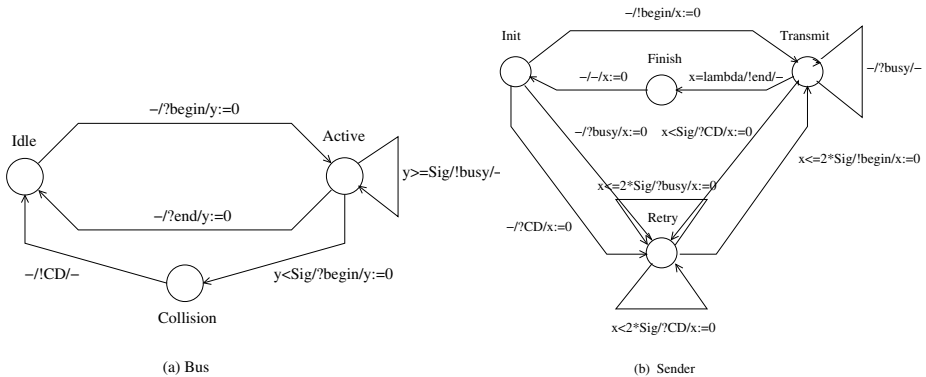 −/?begin/y:=0
Idle
Active
y>=Sig/!busy/−
−/?end/y:=0
−/!CD/−
y<Sig/?begin/y:=0
Collision
(a) Bus
−/!begin/x:=0
Init
Transmit
Finish
−/−/x:=0
x=lambda/!end/−
−/?busy/−
−/?busy/x:=0
x<Sig/?CD/x:=0
x<=2*Sig/!begin/x:=0
x<=2*Sig/?busy/x:=0
Retry
−/?CD/x:=0
x<2*Sig/?CD/x:=0
(b) Sender